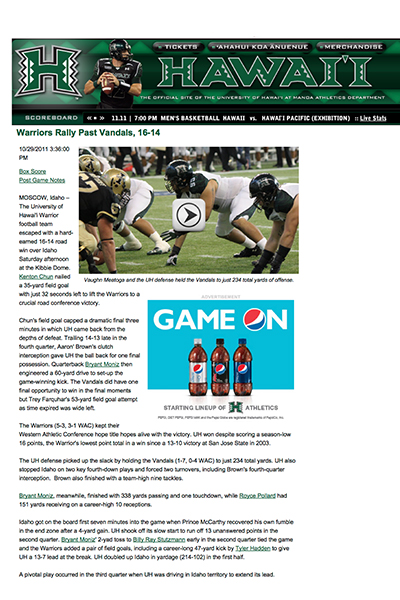 TICKETS
'AHAHUI KOA ĀNUENUE
MERCHANDISE
H
HAWAI'I
THE OFFICIAL SITE OF THE UNIVERSITY OF HAWAI'I AT MANOA ATHLETICS DEPARTMENT
SCOREBOARD 11.11 | 7:00 PM MEN'S BASKETBALL HAWAII vs. HAWAI'I PACIFIC (EXHIBITION) :: Live Stats
Warriors Rally Past Vandals, 16-14
10/29/2011 3:36:00
PM
Box Score
Post Game Notes
MOSCOW, Idaho –
The University
of Hawai'i Warrior
football team
escaped with a hard-
earned 16-14 road
win over Idaho
Saturday afternoon
at the Kibbie Dome.
Kenton Chun nailed
a 35-yard field goal
with just 32 seconds left to lift the Warriors to a
crucial road conference victory.
Vaughn Meatoga and the UH defense held the Vandals to just 234 total yards of offense.
ADVERTISEMENT
GAME ON
STARTING LINEUP OF H ATHLETICS
Chun's field goal capped a dramatic final three
minutes in which UH came back from the
depths of defeat. Trailing 14-13 late in the
fourth quarter, Aaron' Brown's clutch
interception gave UH the ball back for one final
possession. Quarterback Bryant Moniz then
engineered a 60-yard drive to set-up the
game-winning kick. The Vandals did have one
final opportunity to win in the final moments
but Trey Farquhar's 53-yard field goal attempt
as time expired was wide left.
The Warriors (5-3, 3-1 WAC) kept their
Western Athletic Conference hope title hopes alive with the victory. UH won despite scoring a season-low
16 points, the Warrior's lowest point total in a win since a 13-10 victory at San Jose State in 2003.
The UH defense picked up the slack by holding the Vandals (1-7, 0-4 WAC) to just 234 total yards. UH also
stopped Idaho on two key fourth-down plays and forced two turnovers, including Brown's fourth-quarter
interception. Brown also finished with a team-high nine tackles.
Bryant Moniz, meanwhile, finished with 338 yards passing and one touchdown, while Royce Pollard had
151 yards receiving on a career-high 10 receptions.
Idaho got on the board first seven minutes into the game when Prince McCarthy recovered his own fumble
in the end zone after a 4-yard gain. UH shook off its slow start to run off 13 unanswered points in the
second quarter. Bryant Moniz' 2-yad toss to Billy Ray Stutzmann early in the second quarter tied the game
and the Warriors added a pair of field goals, including a career-long 47-yard kick by Tyler Hadden to give
UH a 13-7 lead at the break. UH doubled up Idaho in yardage (214-102) in the first half.
A pivotal play occurred in the third quarter when UH was driving in Idaho territory to extend its lead.